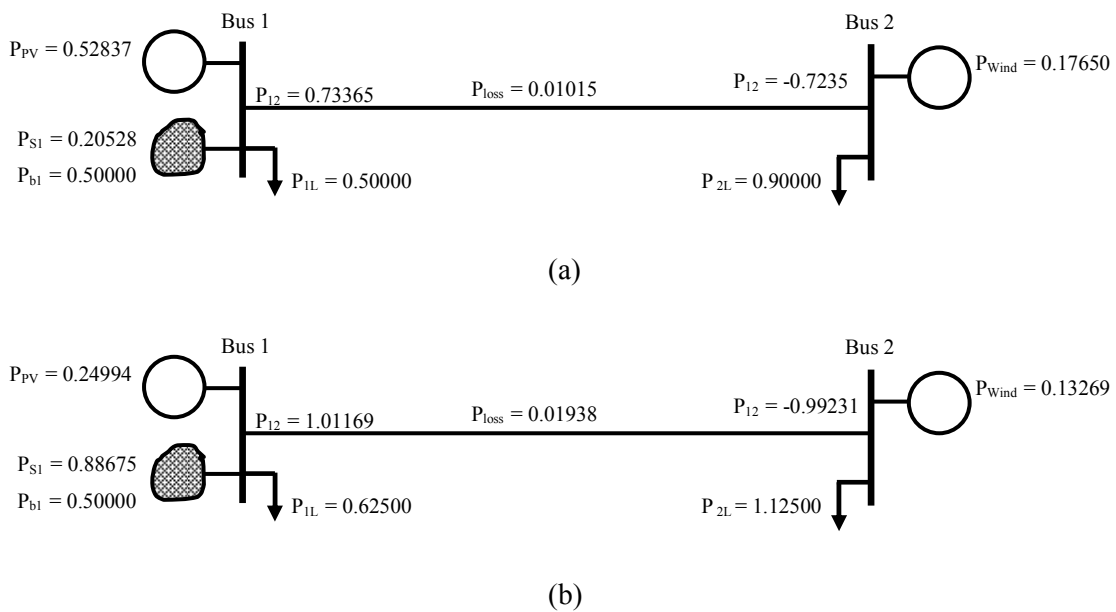 Bus 1
Bus 2
P_PV = 0.52837
P_Wind = 0.17650
P_12 = 0.73365
P_loss = 0.01015
P_12 = -0.7235
P_S1 = 0.20528
P_b1 = 0.50000
P_1L = 0.50000
P_2L = 0.90000
(a)
Bus 1
Bus 2
P_PV = 0.24994
P_Wind = 0.13269
P_12 = 1.01169
P_loss = 0.01938
P_12 = -0.99231
P_S1 = 0.88675
P_b1 = 0.50000
P_1L = 0.62500
P_2L = 1.12500
(b)